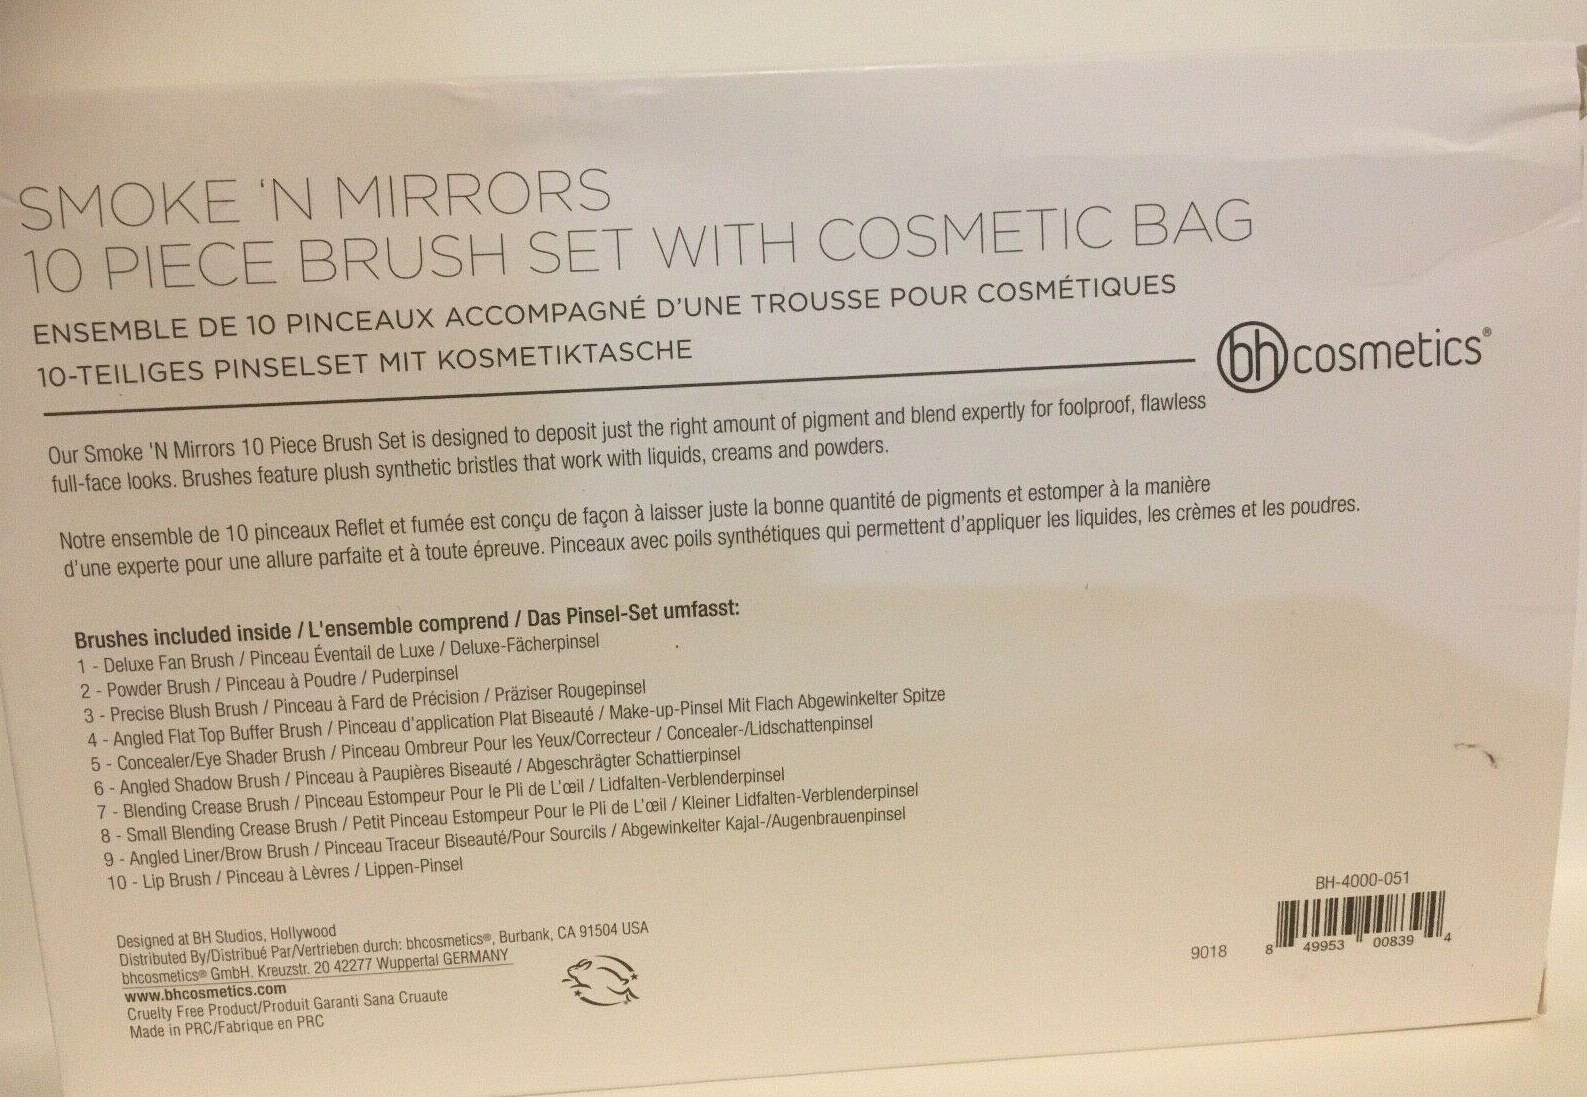 SMOKE 'N MIRRORS
10 PIECE BRUSH SET WITH COSMETIC BAG
ENSEMBLE DE 10 PINCEAUX ACCOMPAGNÉ D'UNE TROUSSE POUR COSMÉTIQUES
10-TEILIGES PINSELSET MIT KOSMETIKTASCHE
bh cosmetics®
Our Smoke 'N Mirrors 10 Piece Brush Set is designed to deposit just the right amount of pigment and blend expertly for foolproof, flawless
full-face looks. Brushes feature plush synthetic bristles that work with liquids, creams and powders.
Notre ensemble de 10 pinceaux Reflet et fumée est conçu de façon à laisser juste la bonne quantité de pigments et estomper à la manière
d'une experte pour une allure parfaite et à toute épreuve. Pinceaux avec poils synthétiques qui permettent d'appliquer les liquides, les crèmes et les poudres.
Brushes included inside / L'ensemble comprend / Das Pinsel-Set umfasst:
1 - Deluxe Fan Brush / Pinceau Éventail de Luxe / Deluxe-Fächerpinsel
2 - Powder Brush / Pinceau à Poudre / Puderpinsel
3 - Precise Blush Brush / Pinceau à Fard de Précision / Präziser Rougepinsel
4 - Angled Flat Top Buffer Brush / Pinceau d'application Plat Biseauté / Make-up-Pinsel Mit Flach Abgewinkelter Spitze
5 - Concealer/Eye Shader Brush / Pinceau Ombreur Pour les Yeux/Correcteur / Concealer-/Lidschattenpinsel
6 - Angled Shadow Brush / Pinceau à Paupières Biseauté / Abgeschrägter Schattierpinsel
7 - Blending Crease Brush / Pinceau Estompeur Pour le Pli de L'œil / Lidfalten-Verblenderpinsel
8 - Small Blending Crease Brush / Petit Pinceau Estompeur Pour le Pli de L'œil / Kleiner Lidfalten-Verblenderpinsel
9 - Angled Liner/Brow Brush / Pinceau Traceur Biseauté/Pour Sourcils / Abgewinkelter Kajal-/Augenbrauenpinsel
10 - Lip Brush / Pinceau à Lèvres / Lippen-Pinsel
Designed at BH Studios, Hollywood
Distributed By/Distribué Par/Vertrieben durch: bhcosmetics®, Burbank, CA 91504 USA
bhcosmetics® GmbH. Kreuzstr. 20 42277 Wuppertal GERMANY
www.bhcosmetics.com
Cruelty Free Product/Produit Garanti Sana Cruaute
Made in PRC/Fabrique en PRC
BH-4000-051
9018
8 49953 00839 4